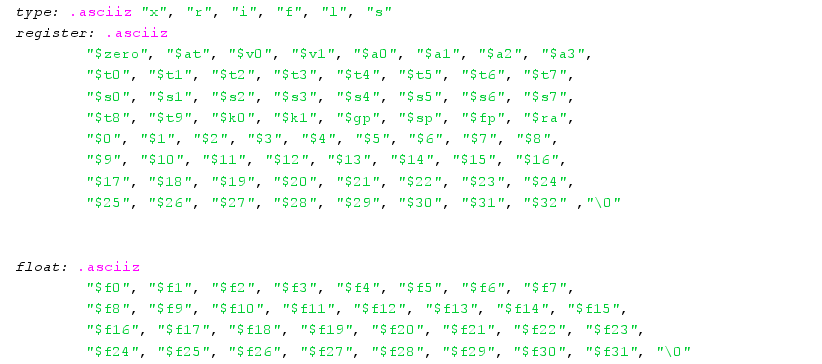 type: .asciiz "x", "r", "i", "f", "l", "s"
register: .asciiz
"$zero", "$at", "$v0", "$v1", "$a0", "$a1", "$a2", "$a3",
"$t0", "$t1", "$t2", "$t3", "$t4", "$t5", "$t6", "$t7",
"$s0", "$s1", "$s2", "$s3", "$s4", "$s5", "$s6", "$s7",
"$t8", "$t9", "$k0", "$k1", "$gp", "$sp", "$fp", "$ra",
"$0", "$1", "$2", "$3", "$4", "$5", "$6", "$7", "$8",
"$9", "$10", "$11", "$12", "$13", "$14", "$15", "$16",
"$17", "$18", "$19", "$20", "$21", "$22", "$23", "$24",
"$25", "$26", "$27", "$28", "$29", "$30", "$31", "$32" ,"\0"
float: .asciiz
"$f0", "$f1", "$f2", "$f3", "$f4", "$f5", "$f6", "$f7",
"$f8", "$f9", "$f10", "$f11", "$f12", "$f13", "$f14", "$f15",
"$f16", "$f17", "$f18", "$f19", "$f20", "$f21", "$f22", "$f23",
"$f24", "$f25", "$f26", "$f27", "$f28", "$f29", "$f30", "$f31", "\0"